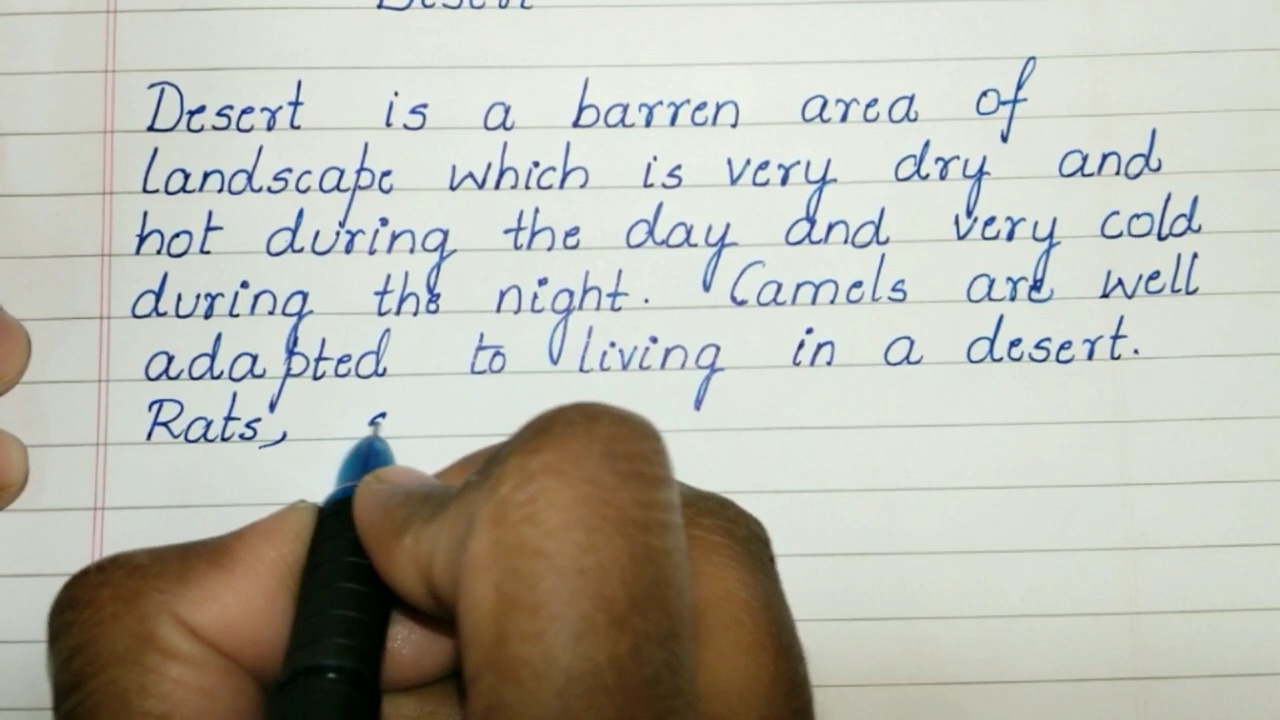 Desert
Desert is a barren area of
landscape which is very dry and
hot during the day and very cold
during the night. Camels are well
adapted to living in a desert.
Rats,